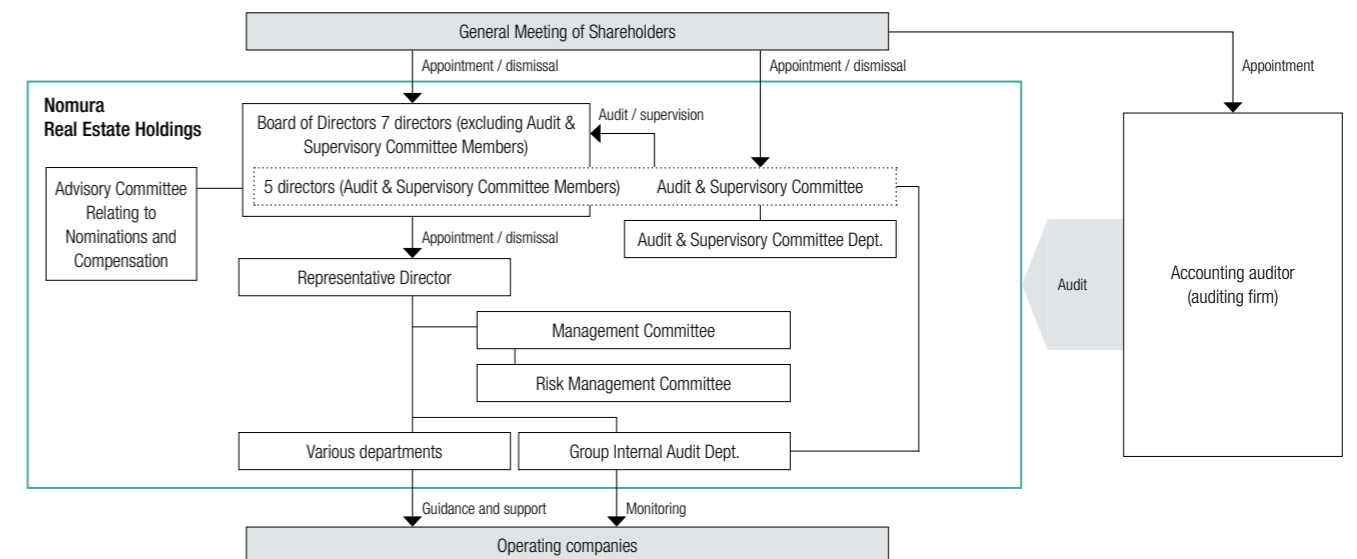 General Meeting of Shareholders
Appointment / dismissal
Appointment / dismissal
Appointment
Nomura
Real Estate Holdings
Board of Directors 7 directors (excluding Audit &
Supervisory Committee Members)
Audit / supervision
5 directors (Audit & Supervisory Committee Members)
Audit & Supervisory Committee
Advisory Committee
Relating to
Nominations and
Compensation
Audit & Supervisory Committee Dept.
Appointment / dismissal
Representative Director
Management Committee
Risk Management Committee
Various departments
Group Internal Audit Dept.
Audit
Accounting auditor
(auditing firm)
Guidance and support
Monitoring
Operating companies